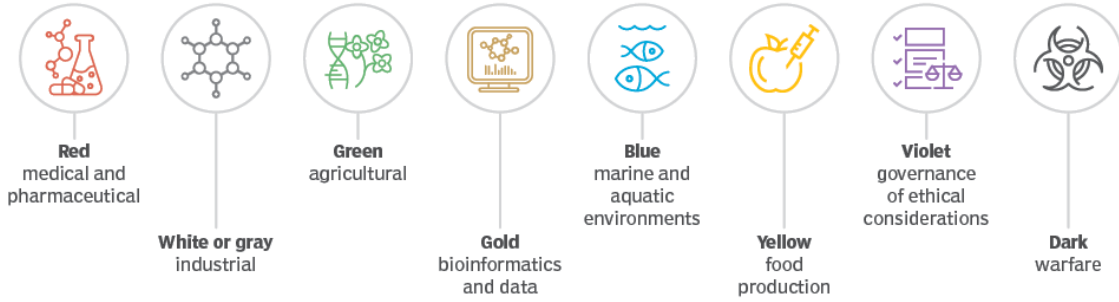 Red
medical and
pharmaceutical
White or gray
industrial
Green
agricultural
Gold
bioinformatics
and data
Blue
marine and
aquatic
environments
Yellow
food
production
Violet
governance
of ethical
considerations
Dark
warfare